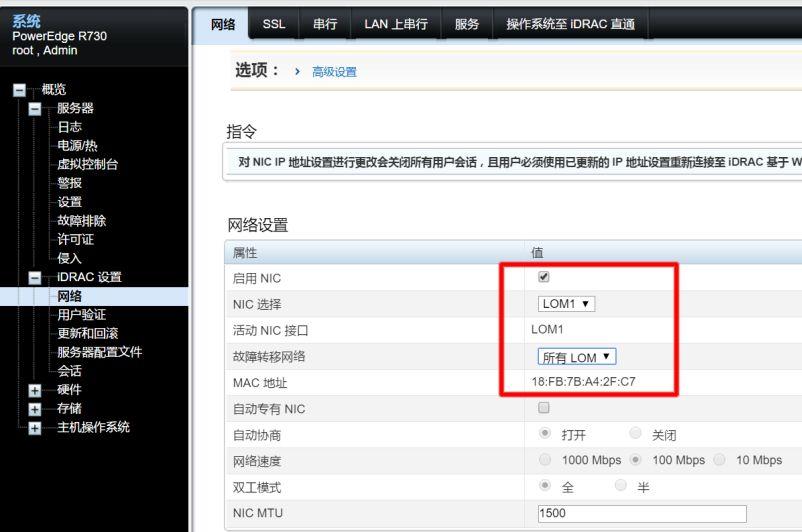 系统
PowerEdge R730
root , Admin
概览
服务器
日志
电源/热
虚拟控制台
警报
设置
故障排除
许可证
侵入
iDRAC 设置
网络
用户验证
更新和回滚
服务器配置文件
会话
硬件
存储
主机操作系统
网络 SSL 串行 LAN 上串行 服务 操作系统至 iDRAC 直通
选项： › 高级设置
指令
对 NIC IP 地址设置进行更改会关闭所有用户会话，且用户必须使用已更新的 IP 地址设置重新连接至 iDRAC 基于 W
网络设置
属性 值
启用 NIC
NIC 选择 LOM1
活动 NIC 接口 LOM1
故障转移网络 所有 LOM
MAC 地址 18:FB:7B:A4:2F:C7
自动专有 NIC
自动协商 打开 关闭
网络速度 1000 Mbps 100 Mbps 10 Mbps
双工模式 全 半
NIC MTU 1500